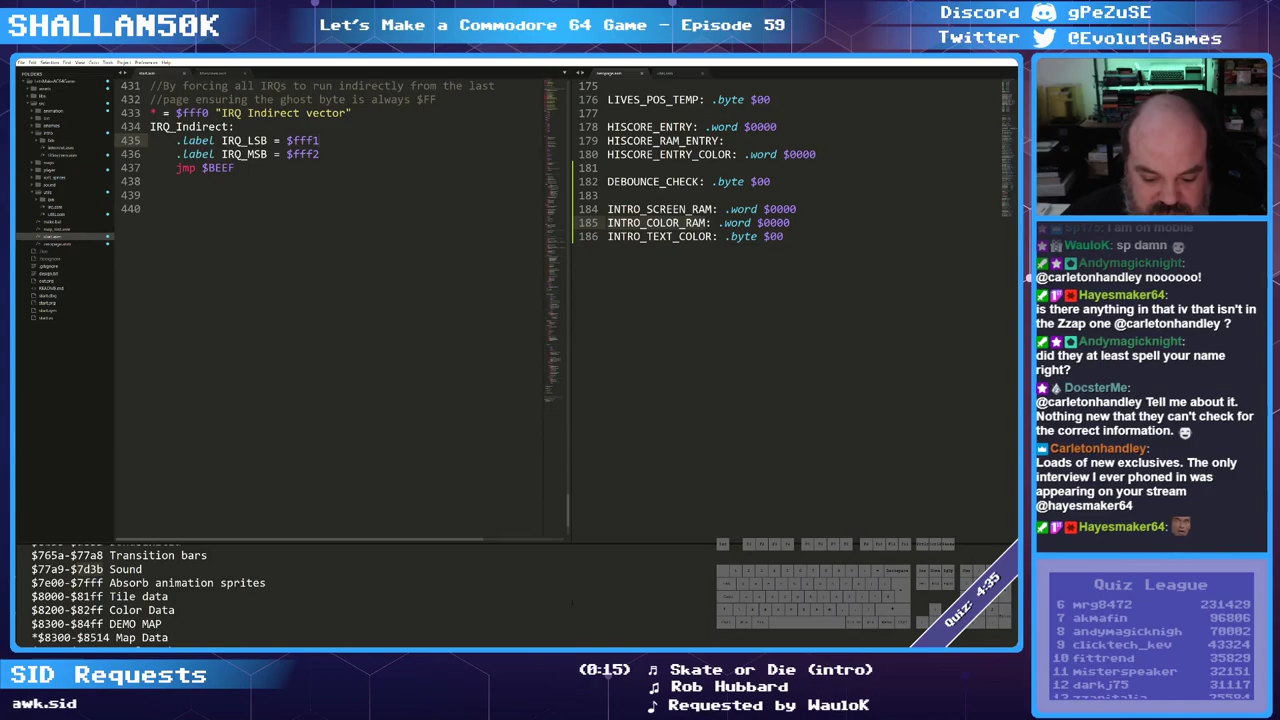 SHALLAN50K
Let's Make a Commodore 64 Game - Episode 59
Discord gPeZuSE
Twitter @EvoluteGames
FOLDERS
431 //By forcing all IRQs to run indirectly from the last
432 //page ensuring the ghost byte is always $FF
433 * = $fff0 "IRQ Indirect vector"
434 IRQ_Indirect:
435 .label IRQ_LSB = $fff1
436 .label IRQ_MSB = $fff2
437 jmp $BEEF
438
439
440
175
176 LIVES_POS_TEMP: .byte $00
177
178 HISCORE_ENTRY: .word $0000
179 HISCORE_RAM_ENTRY: .word $0000
180 HISCORE_ENTRY_COLOR: .word $0000
181
182 DEBOUNCE_CHECK: .byte $00
183
184 INTRO_SCREEN_RAM: .word $0000
185 INTRO_COLOR_RAM: .word $0000
186 INTRO_TEXT_COLOR: .byte $00
$765a-$77a8 Transition bars
$77a9-$7d3b Sound
$7e00-$7fff Absorb animation sprites
$8000-$81ff Tile data
$8200-$82ff Color Data
$8300-$84ff DEMO MAP
*$8300-$8514 Map Data
Quiz: 4:35
I am on mobile
WauloK: sp damn
Andymagicknight:
@carletonhandley nooooo!
Hayesmaker64:
is there anything in that iv that isn't in
the Zzap one @carletonhandley ?
Andymagicknight:
did they at least spell your name
right?
DocsterMe:
@carletonhandley Tell me about it.
Nothing new that they can't check for
the correct information.
Carletonhandley:
Loads of new exclusives. The only
interview I ever phoned in was
appearing on your stream
@hayesmaker64
Hayesmaker64:
Quiz League
6 mrg8472 231429
7 akmafin 96806
8 andymagicknigh 70002
9 clicktech_kev 43324
10 fittrend 35829
11 misterspeaker 32151
12 darkj75 31117
SID Requests
awk.sid
(0:15) ♫ Skate or Die (intro)
♫ Rob Hubbard
♪ Requested by WauloK